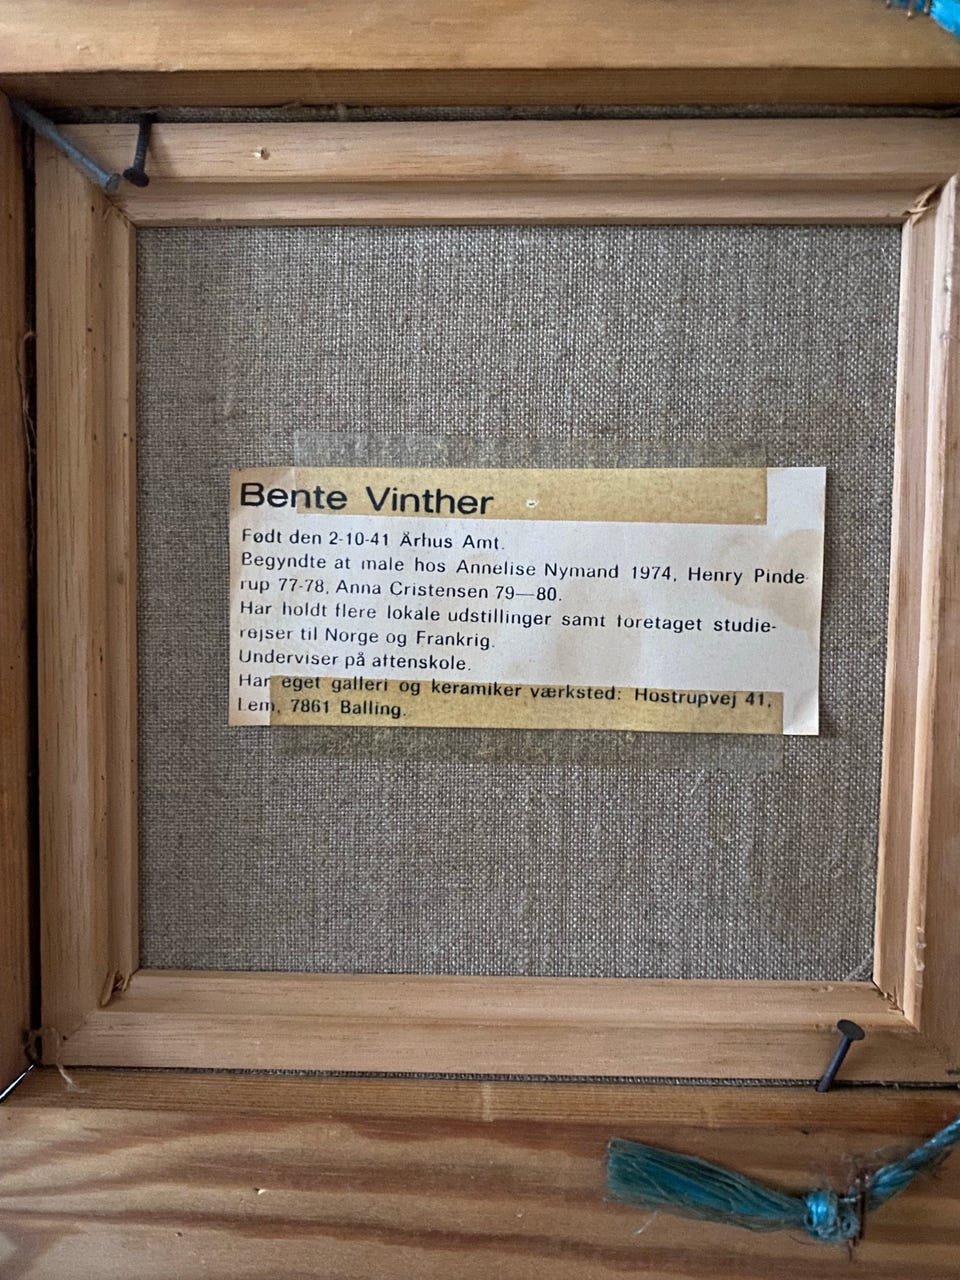 Bente Vinther
Født den 2-10-41 Århus Amt.
Begyndte at male hos Annelise Nymand 1974, Henry Pinde-
rup 77-78, Anna Cristensen 79—80.
Har holdt flere lokale udstillinger samt foretaget studie-
rejser til Norge og Frankrig.
Underviser på aftenskole.
Har eget galleri og keramiker værksted: Hostrupvej 41,
Lem, 7861 Balling.